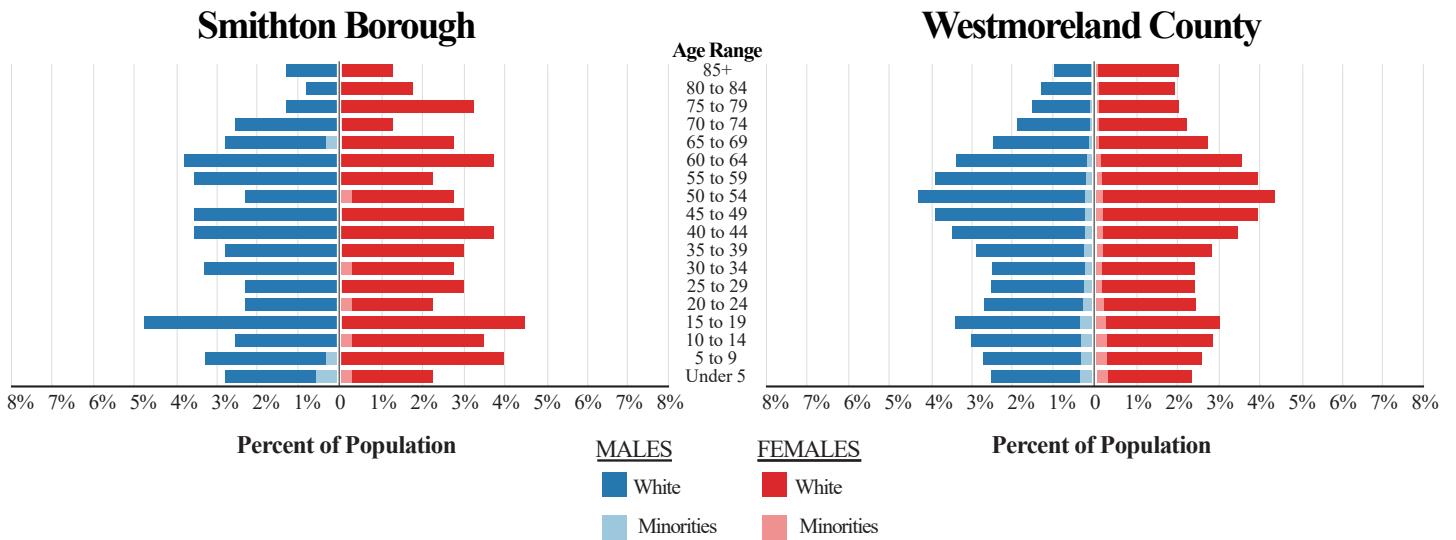 Smithton Borough
Westmoreland County
Age Range
85+
80 to 84
75 to 79
70 to 74
65 to 69
60 to 64
55 to 59
50 to 54
45 to 49
40 to 44
35 to 39
30 to 34
25 to 29
20 to 24
15 to 19
10 to 14
5 to 9
Under 5
8% 7% 6% 5% 4% 3% 2% 1% 0 1% 2% 3% 4% 5% 6% 7% 8%
8% 7% 6% 5% 4% 3% 2% 1% 0 1% 2% 3% 4% 5% 6% 7% 8%
Percent of Population
Percent of Population
MALES
White
Minorities
FEMALES
White
Minorities